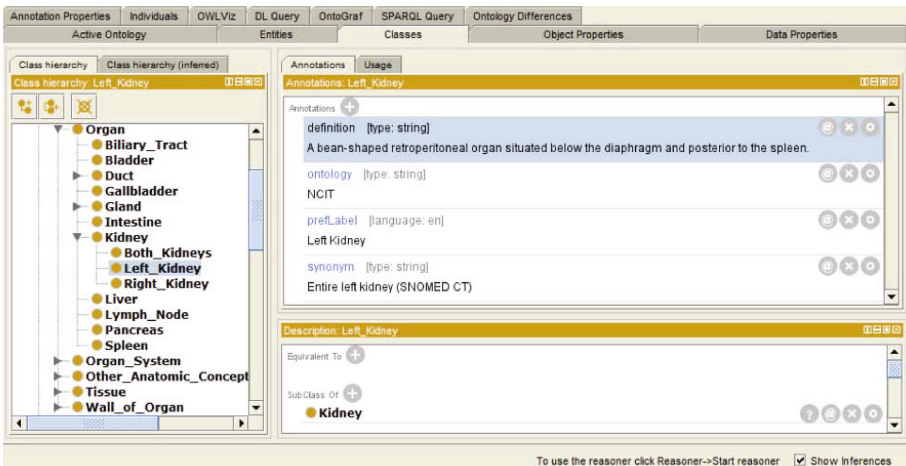 Annotation Properties Individuals OWLViz DL Query OntoGraf SPARQL Query Ontology Differences
Active Ontology Entities Classes Object Properties Data Properties
Class hierarchy Class hierarchy (inferred)
Class hierarchy: Left_Kidney
Organ
Biliary_Tract
Bladder
Duct
Gallbladder
Gland
Intestine
Kidney
Both_Kidneys
Left_Kidney
Right_Kidney
Liver
Lymph_Node
Pancreas
Spleen
Organ_System
Other_Anatomic_Concept
Tissue
Wall_of_Organ
Annotations Usage
Annotations: Left_Kidney
Annotations
definition [type: string]
A bean-shaped retroperitoneal organ situated below the diaphragm and posterior to the spleen.
ontology [type: string]
NCIT
prefLabel [language: en]
Left Kidney
synonym [type: string]
Entire left kidney (SNOMED CT)
Description: Left_Kidney
Equivalent To
SubClass Of
Kidney
To use the reasoner click Reasoner->Start reasoner Show Inferences